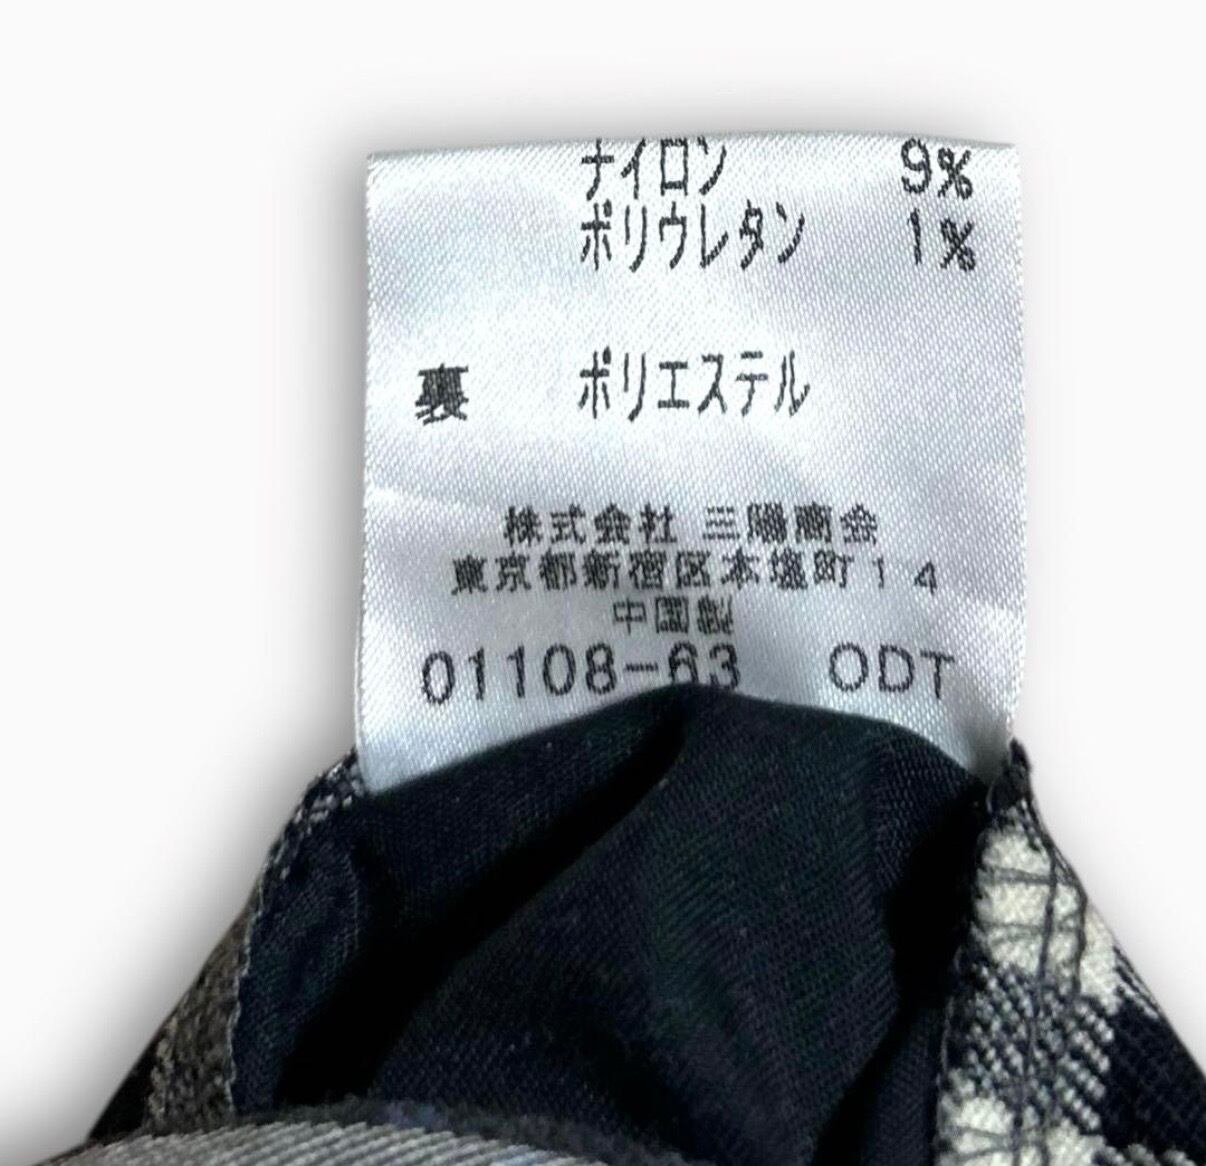 ナイロン 9%
ポリウレタン 1%
裏 ポリエステル
株式会社 三陽商会
東京都新宿区本塩町14
中国製
01108-63 ODT